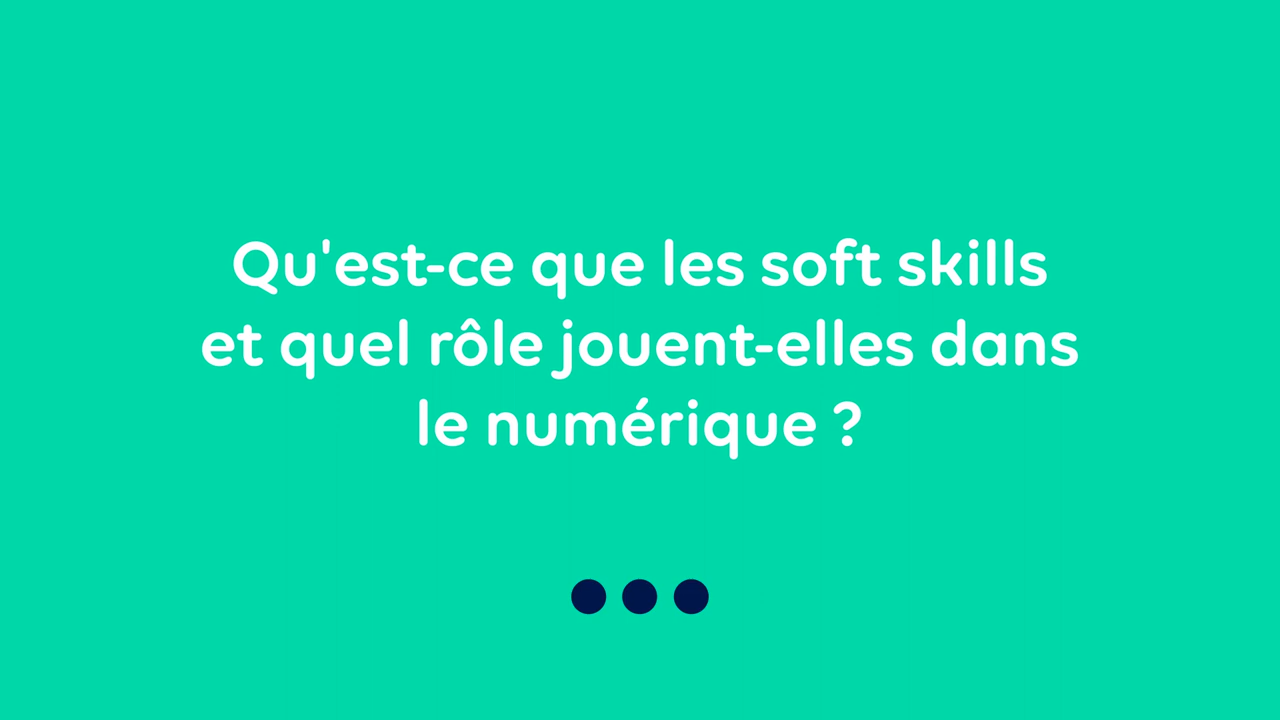 Qu'est-ce que les soft skills
et quel rôle jouent-elles dans
le numérique ?